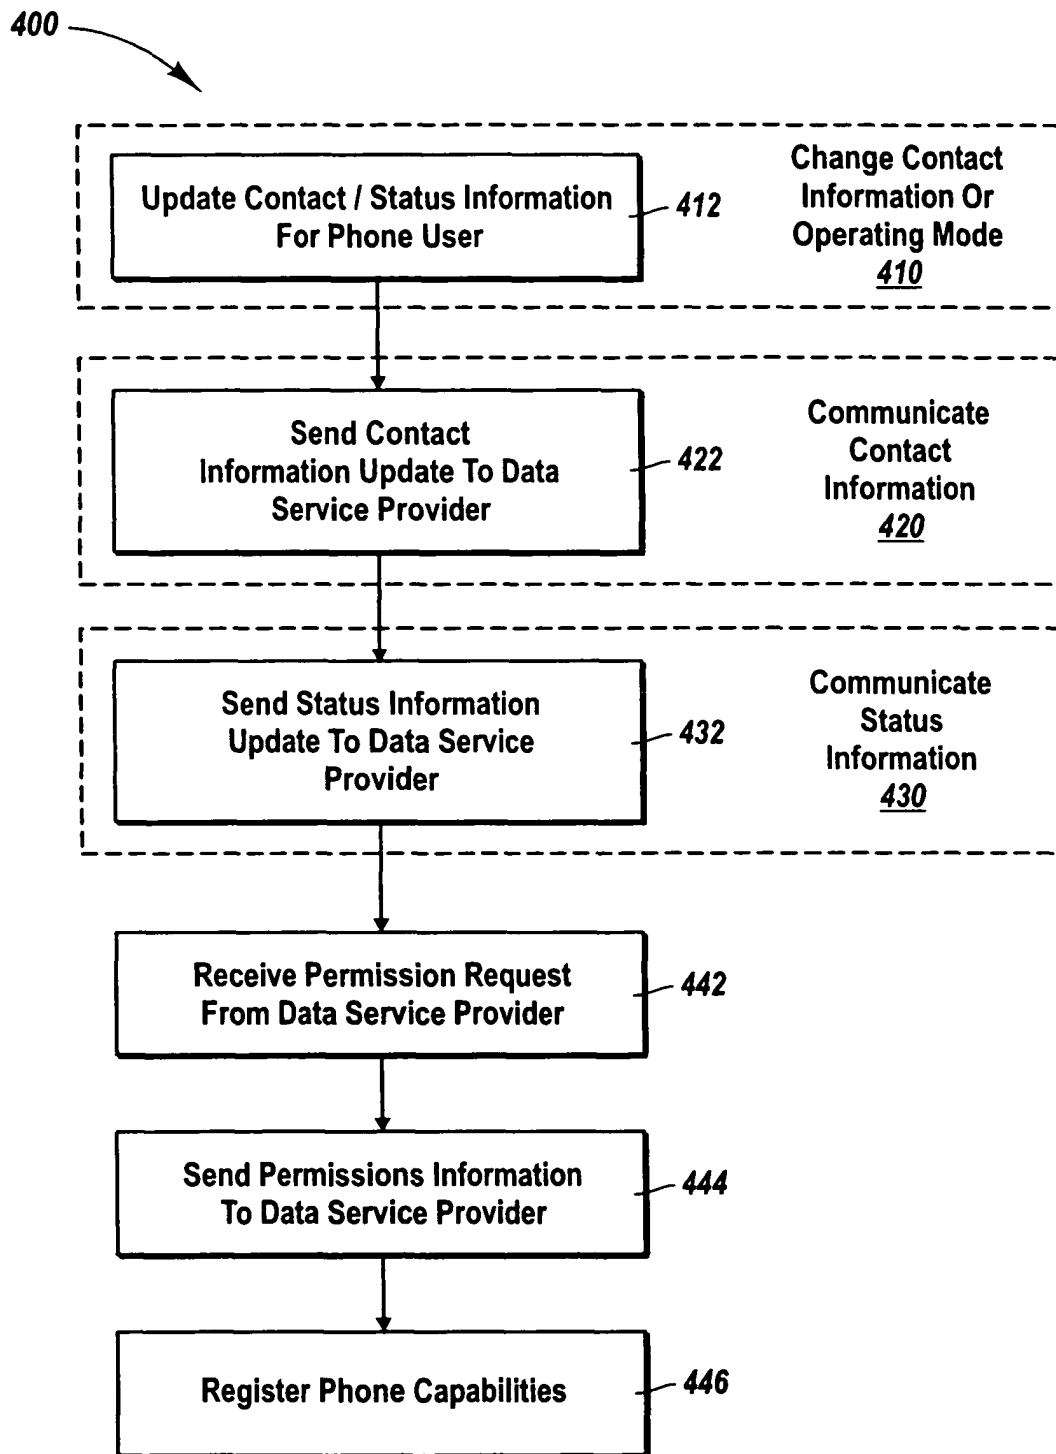 400
Update Contact / Status Information
For Phone User
412
Change Contact
Information Or
Operating Mode
410
Send Contact
Information Update To Data
Service Provider
422
Communicate
Contact
Information
420
Send Status Information
Update To Data Service
Provider
432
Communicate
Status
Information
430
Receive Permission Request
From Data Service Provider
442
Send Permissions Information
To Data Service Provider
444
Register Phone Capabilities
446